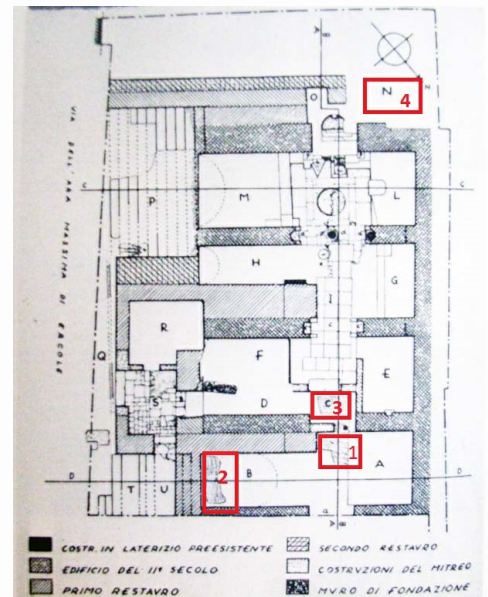 N
4
O
N
VIA DELL'ARA MASSIMA DI ERCOLE
C
C
P
M
L
H
G
I
R
Q
F
E
S
D
C
3
1
2
B
A
D
D
T
U
a
A
B
COSTR. IN LATERIZIO PREESISTENTE
SECONDO RESTAURO
EDIFICIO DEL IIº SECOLO
COSTRUZIONI DEL MITREO
PRIMO RESTAURO
MURO DI FONDAZIONE